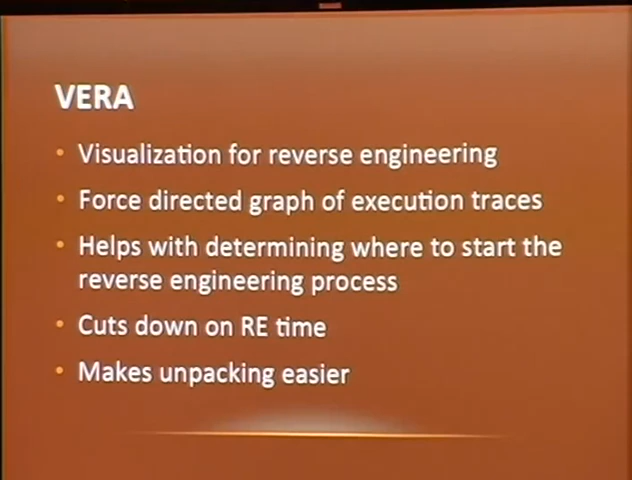 VERA
• Visualization for reverse engineering
• Force directed graph of execution traces
• Helps with determining where to start the
reverse engineering process
• Cuts down on RE time
• Makes unpacking easier